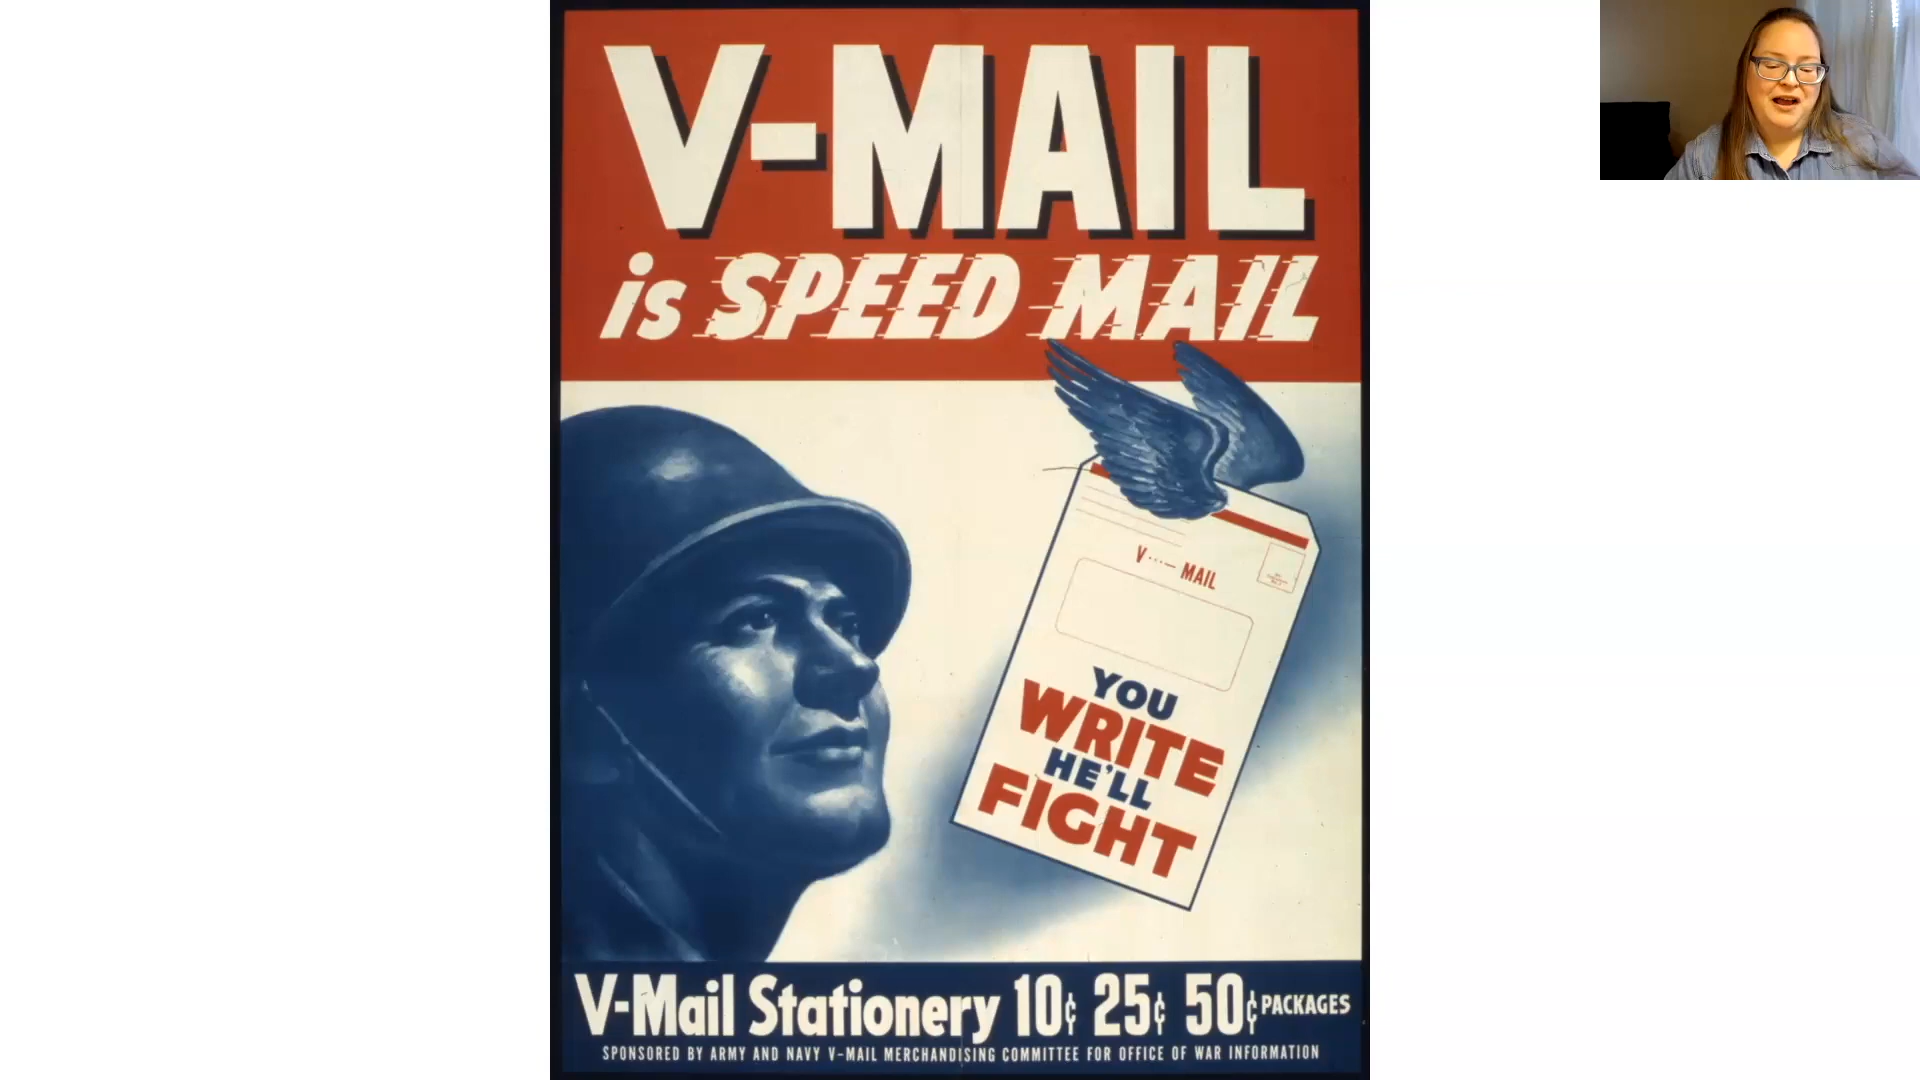 V-MAIL
is SPEED MAIL
V···— MAIL
YOU
WRITE
HE'LL
FIGHT
V-Mail Stationery 10¢ 25¢ 50¢ PACKAGES
SPONSORED BY ARMY AND NAVY V-MAIL MERCHANDISING COMMITTEE FOR OFFICE OF WAR INFORMATION